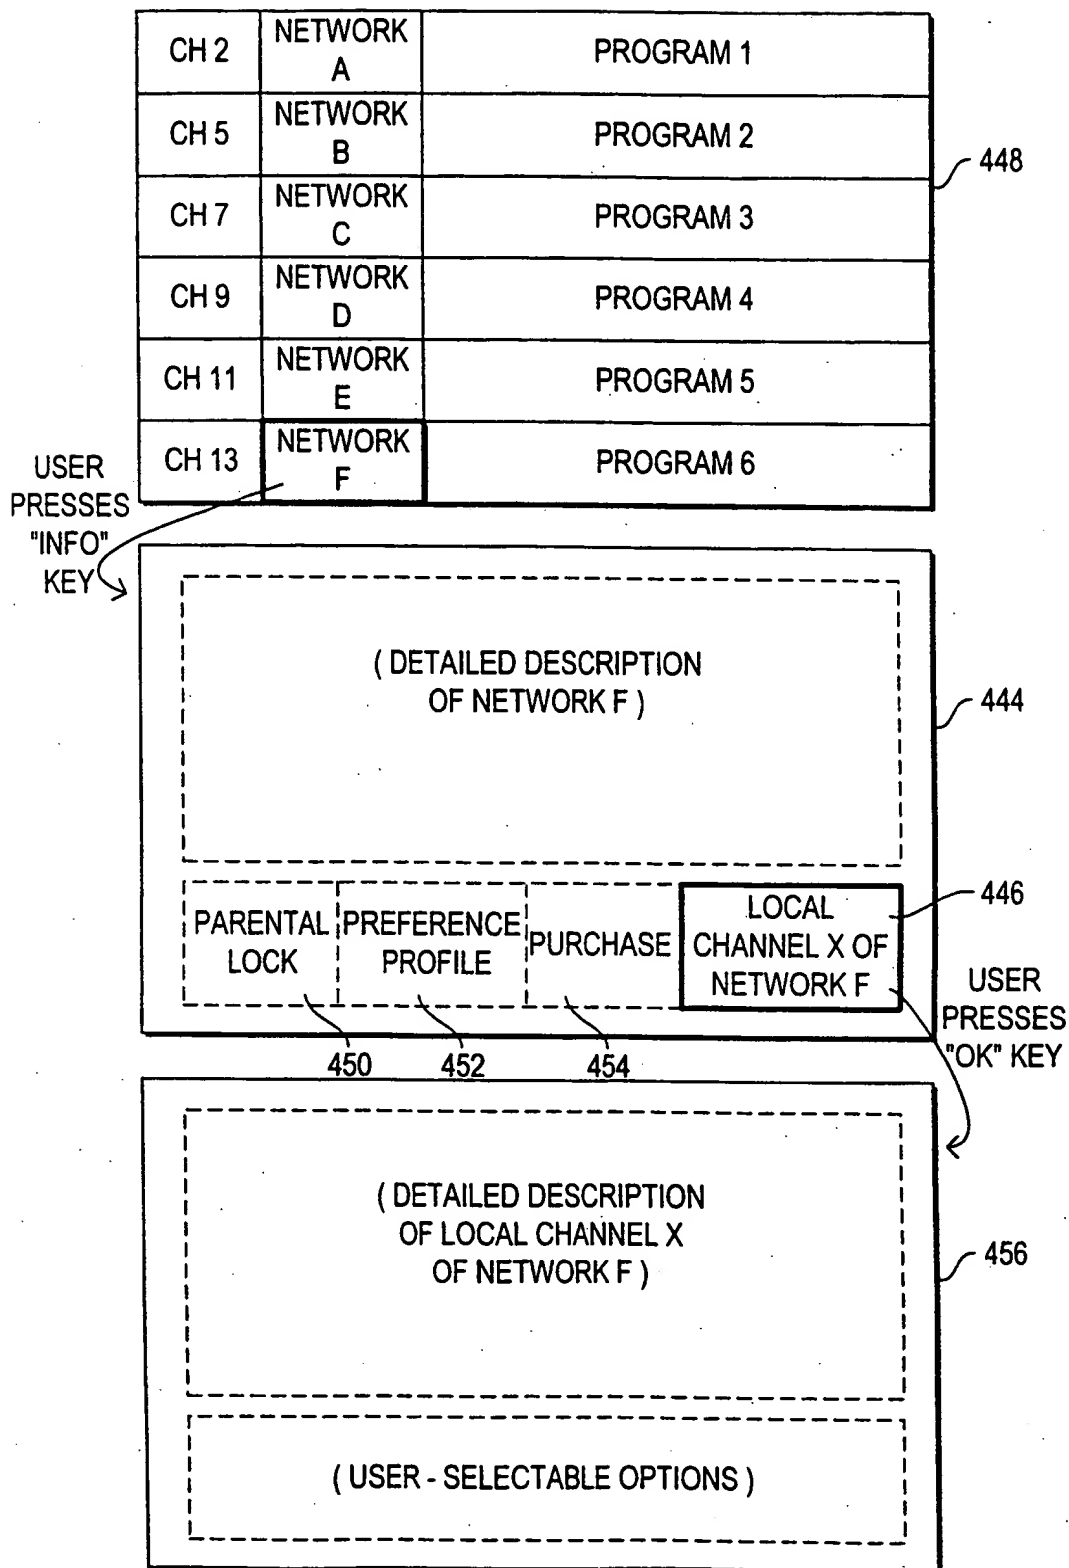 CH 2 NETWORK A PROGRAM 1
CH 5 NETWORK B PROGRAM 2
448
CH 7 NETWORK C PROGRAM 3
CH 9 NETWORK D PROGRAM 4
CH 11 NETWORK E PROGRAM 5
CH 13 NETWORK F PROGRAM 6
USER
PRESSES
"INFO"
KEY
( DETAILED DESCRIPTION
OF NETWORK F )
444
PARENTAL
LOCK
PREFERENCE
PROFILE
PURCHASE
LOCAL
CHANNEL X OF
NETWORK F
446
USER
PRESSES
"OK" KEY
450
452
454
( DETAILED DESCRIPTION
OF LOCAL CHANNEL X
OF NETWORK F )
456
( USER - SELECTABLE OPTIONS )